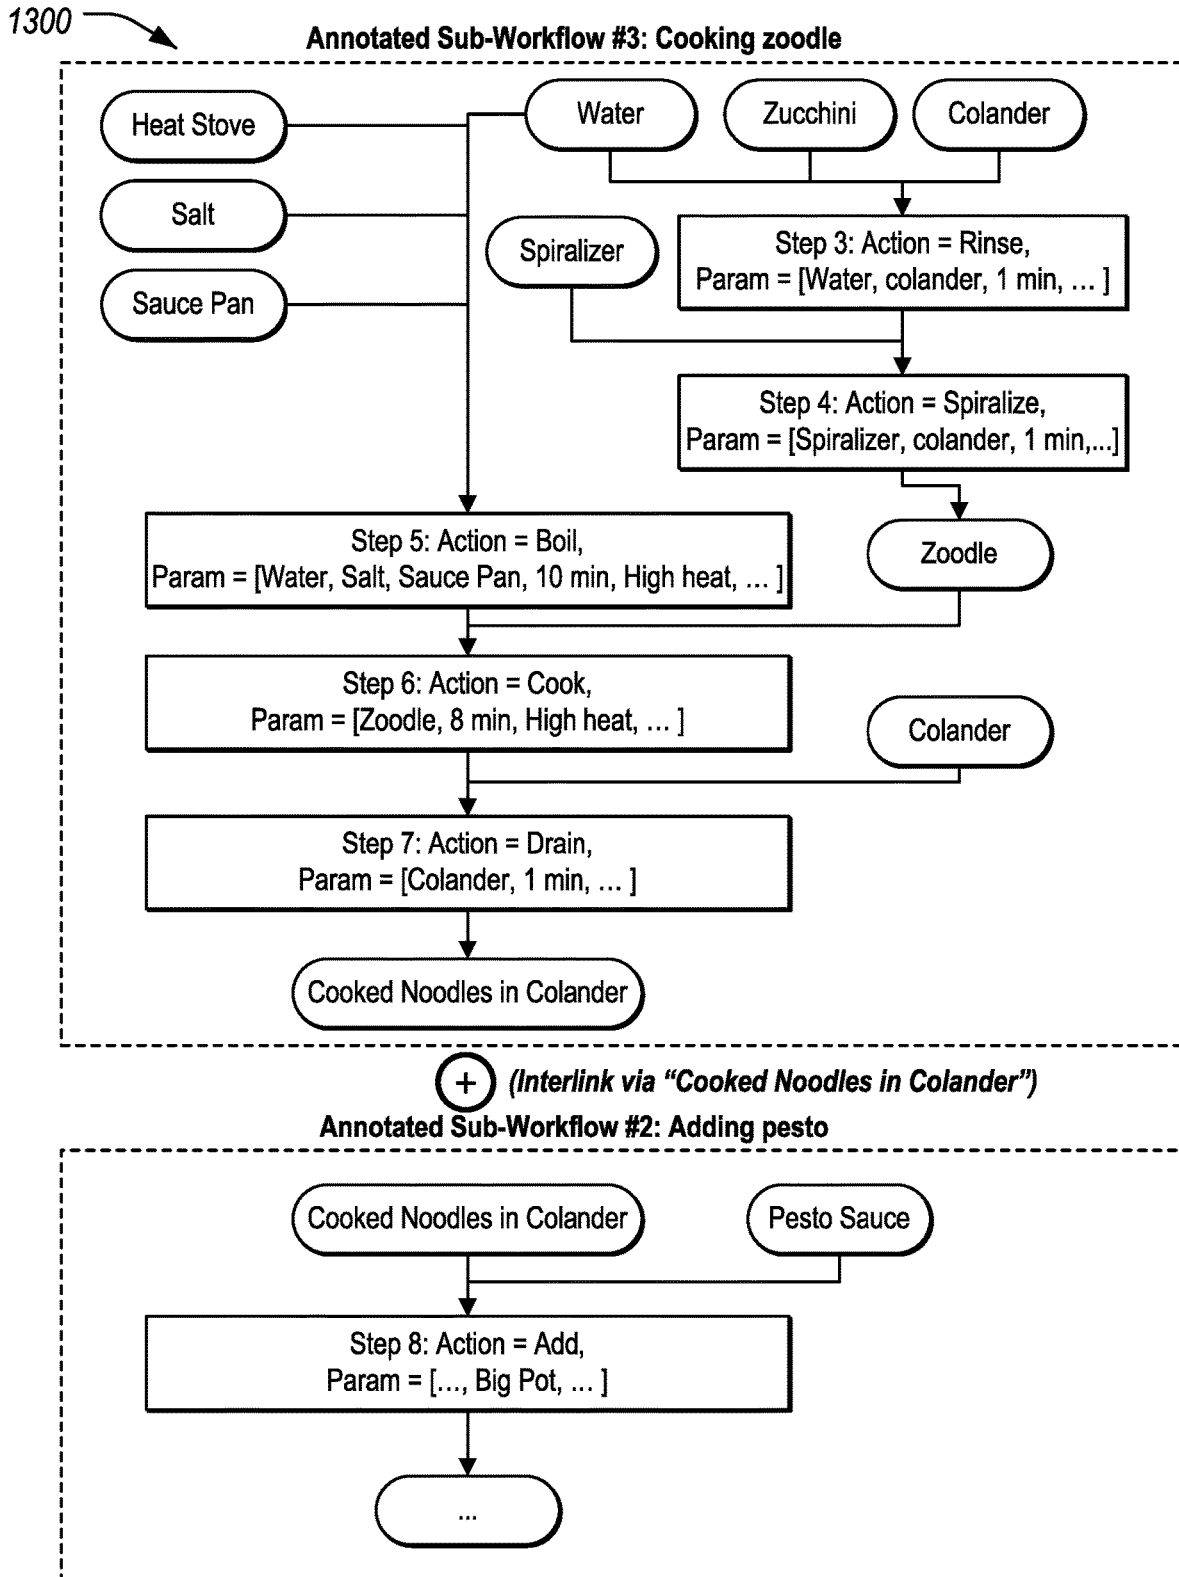 1300
Annotated Sub-Workflow #3: Cooking zoodle
Heat Stove
Water
Zucchini
Colander
Salt
Spiralizer
Step 3: Action = Rinse,
Param = [Water, colander, 1 min, ... ]
Sauce Pan
Step 4: Action = Spiralize,
Param = [Spiralizer, colander, 1 min,...]
Step 5: Action = Boil,
Param = [Water, Salt, Sauce Pan, 10 min, High heat, ... ]
Zoodle
Step 6: Action = Cook,
Param = [Zoodle, 8 min, High heat, ... ]
Colander
Step 7: Action = Drain,
Param = [Colander, 1 min, ... ]
Cooked Noodles in Colander
+ (Interlink via “Cooked Noodles in Colander”)
Annotated Sub-Workflow #2: Adding pesto
Cooked Noodles in Colander
Pesto Sauce
Step 8: Action = Add,
Param = [..., Big Pot, ... ]
...